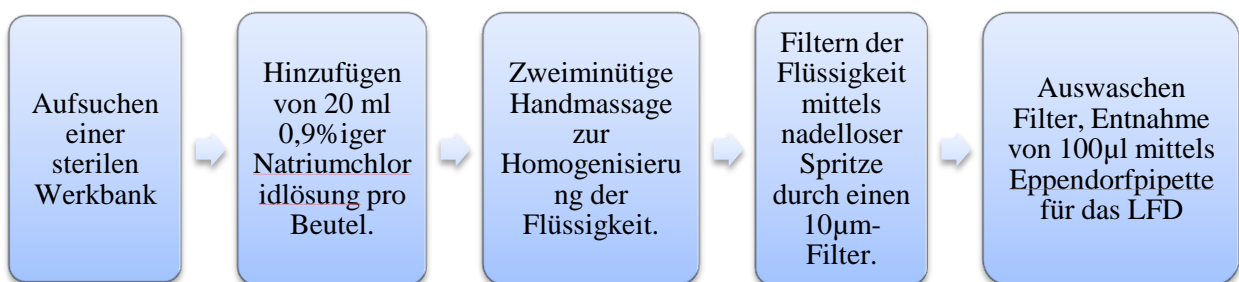 Aufsuchen
einer
sterilen
Werkbank
Hinzufügen
von 20 ml
0,9%iger
Natriumchlor
idlösung pro
Beutel.
Zweiminütige
Handmassage
zur
Homogenisieru
ng der
Flüssigkeit.
Filtern der
Flüssigkeit
mittels
nadelloser
Spritze
durch einen
10µm-
Filter.
Auswaschen
Filter, Entnahme
von 100µl mittels
Eppendorfpipette
für das LFD